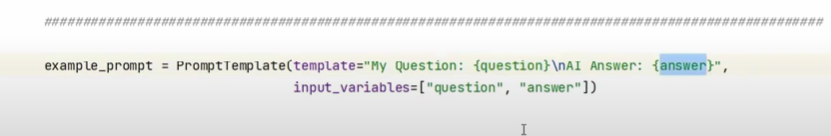 ####################################################################################################
example_prompt = PromptTemplate(template="My Question: {question}\nAI Answer: {answer}",
input_variables=["question", "answer"])